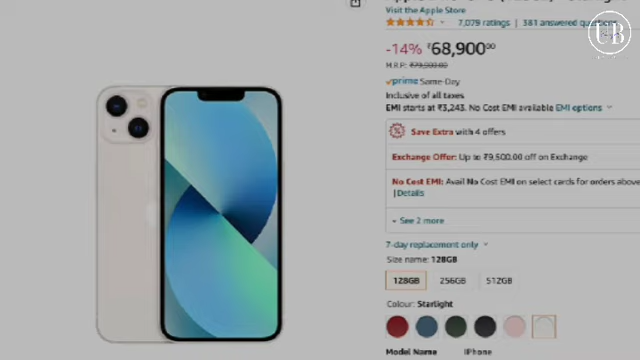 Visit the Apple Store
7,079 ratings | 381 answered questions
UB
-14% ₹68,900⁰⁰
M.R.P.: ₹79,900.00
prime Same-Day
Inclusive of all taxes
EMI starts at ₹3,243. No Cost EMI available EMI options
Save Extra with 4 offers
Exchange Offer: Up to ₹9,500.00 off on Exchange
No Cost EMI: Avail No Cost EMI on select cards for orders above
| Details
See 2 more
7-day replacement only
Size name: 128GB
128GB 256GB 512GB
Colour: Starlight
Model Name iPhone